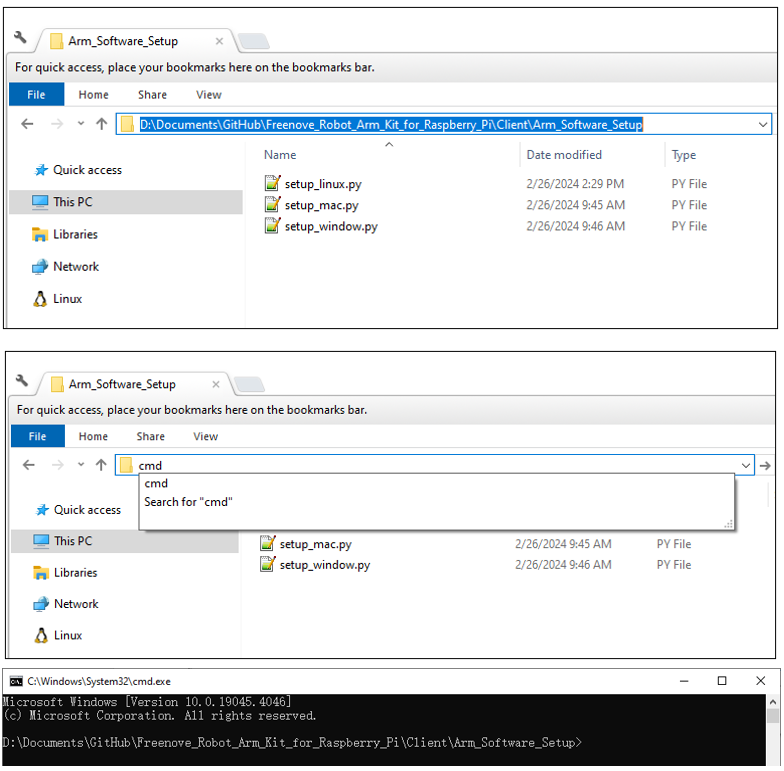 Arm_Software_Setup
For quick access, place your bookmarks here on the bookmarks bar.
File Home Share View
D:\Documents\GitHub\Freenove_Robot_Arm_Kit_for_Raspberry_Pi\Client\Arm_Software_Setup
Name Date modified Type
Quick access
setup_linux.py 2/26/2024 2:29 PM PY File
This PC
setup_mac.py 2/26/2024 9:45 AM PY File
setup_window.py 2/26/2024 9:46 AM PY File
Libraries
Network
Linux
Arm_Software_Setup
For quick access, place your bookmarks here on the bookmarks bar.
File Home Share View
cmd
cmd
Search for "cmd"
Quick access
This PC
setup_mac.py 2/26/2024 9:45 AM PY File
setup_window.py 2/26/2024 9:46 AM PY File
Libraries
Network
Linux
C:\Windows\System32\cmd.exe
Microsoft Windows [Version 10.0.19045.4046]
(c) Microsoft Corporation. All rights reserved.
D:\Documents\GitHub\Freenove_Robot_Arm_Kit_for_Raspberry_Pi\Client\Arm_Software_Setup>